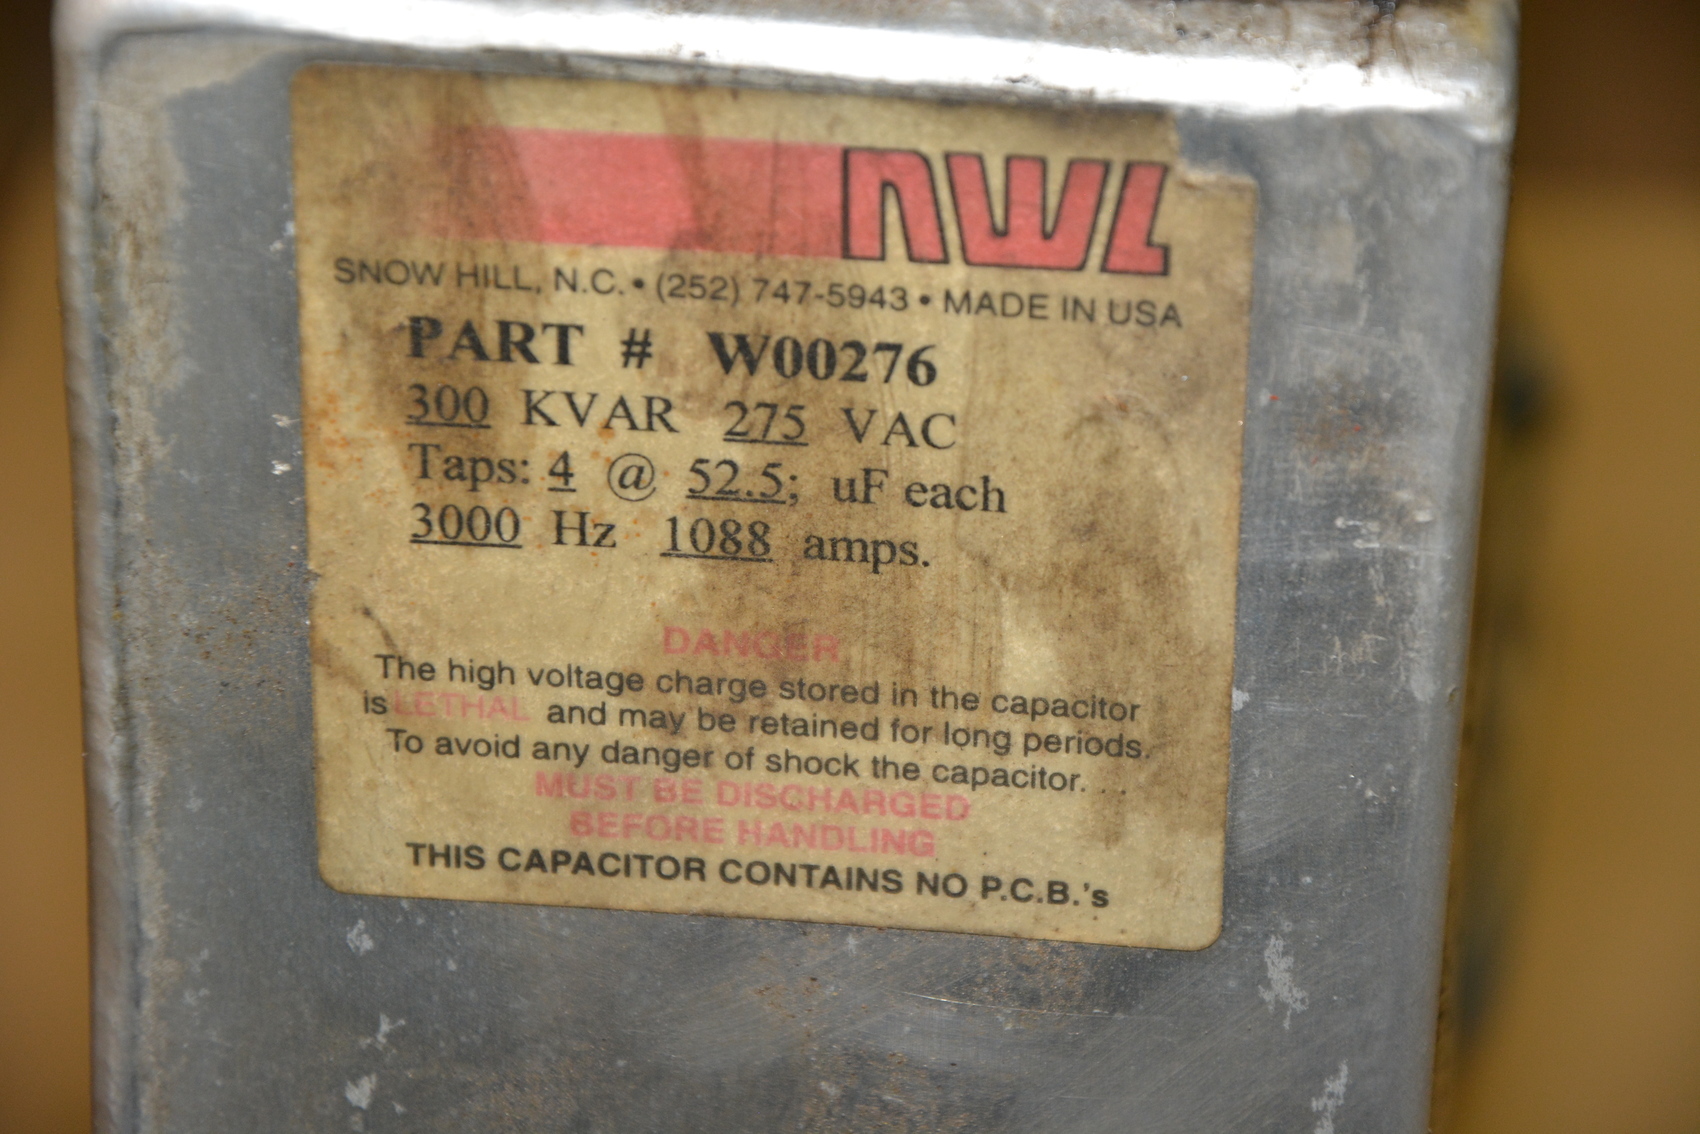 NWL
SNOW HILL, N.C. • (252) 747-5943 • MADE IN USA
PART # W00276
300 KVAR 275 VAC
Taps: 4 @ 52.5; uF each
3000 Hz 1088 amps.
DANGER
The high voltage charge stored in the capacitor
is LETHAL and may be retained for long periods.
To avoid any danger of shock the capacitor. . .
MUST BE DISCHARGED
BEFORE HANDLING
THIS CAPACITOR CONTAINS NO P.C.B.'s